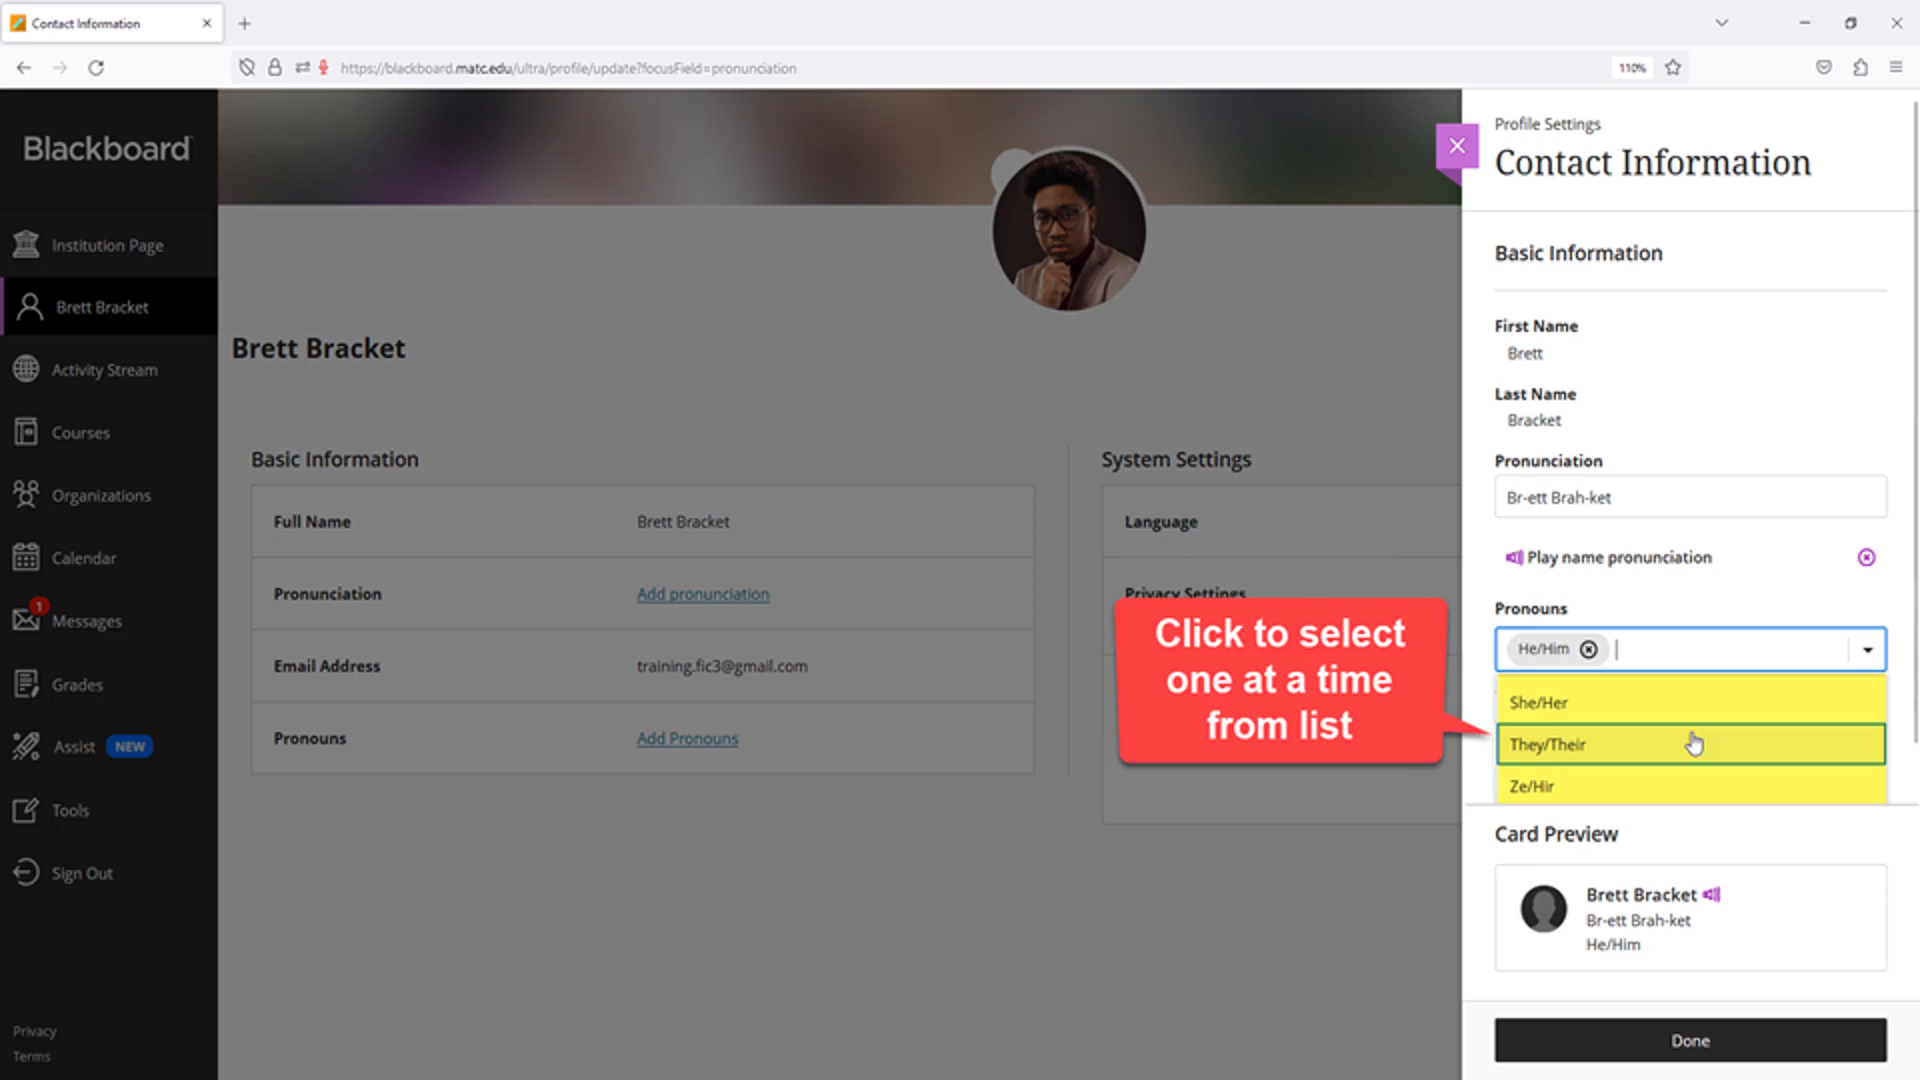 Contact Information
https://blackboard.matc.edu/ultra/profile/update?focusField=pronunciation
110%
Blackboard
Institution Page
Brett Bracket
Activity Stream
Courses
Organizations
Calendar
1
Messages
Grades
Assist NEW
Tools
Sign Out
Privacy
Terms
Brett Bracket
Basic Information
Full Name Brett Bracket
Pronunciation Add pronunciation
Email Address training.fic3@gmail.com
Pronouns Add Pronouns
System Settings
Language
Privacy Settings
Click to select
one at a time
from list
Profile Settings
Contact Information
Basic Information
First Name
Brett
Last Name
Bracket
Pronunciation
Br-ett Brah-ket
Play name pronunciation
Pronouns
He/Him
She/Her
They/Their
Ze/Hir
Card Preview
Brett Bracket
Br-ett Brah-ket
He/Him
Done